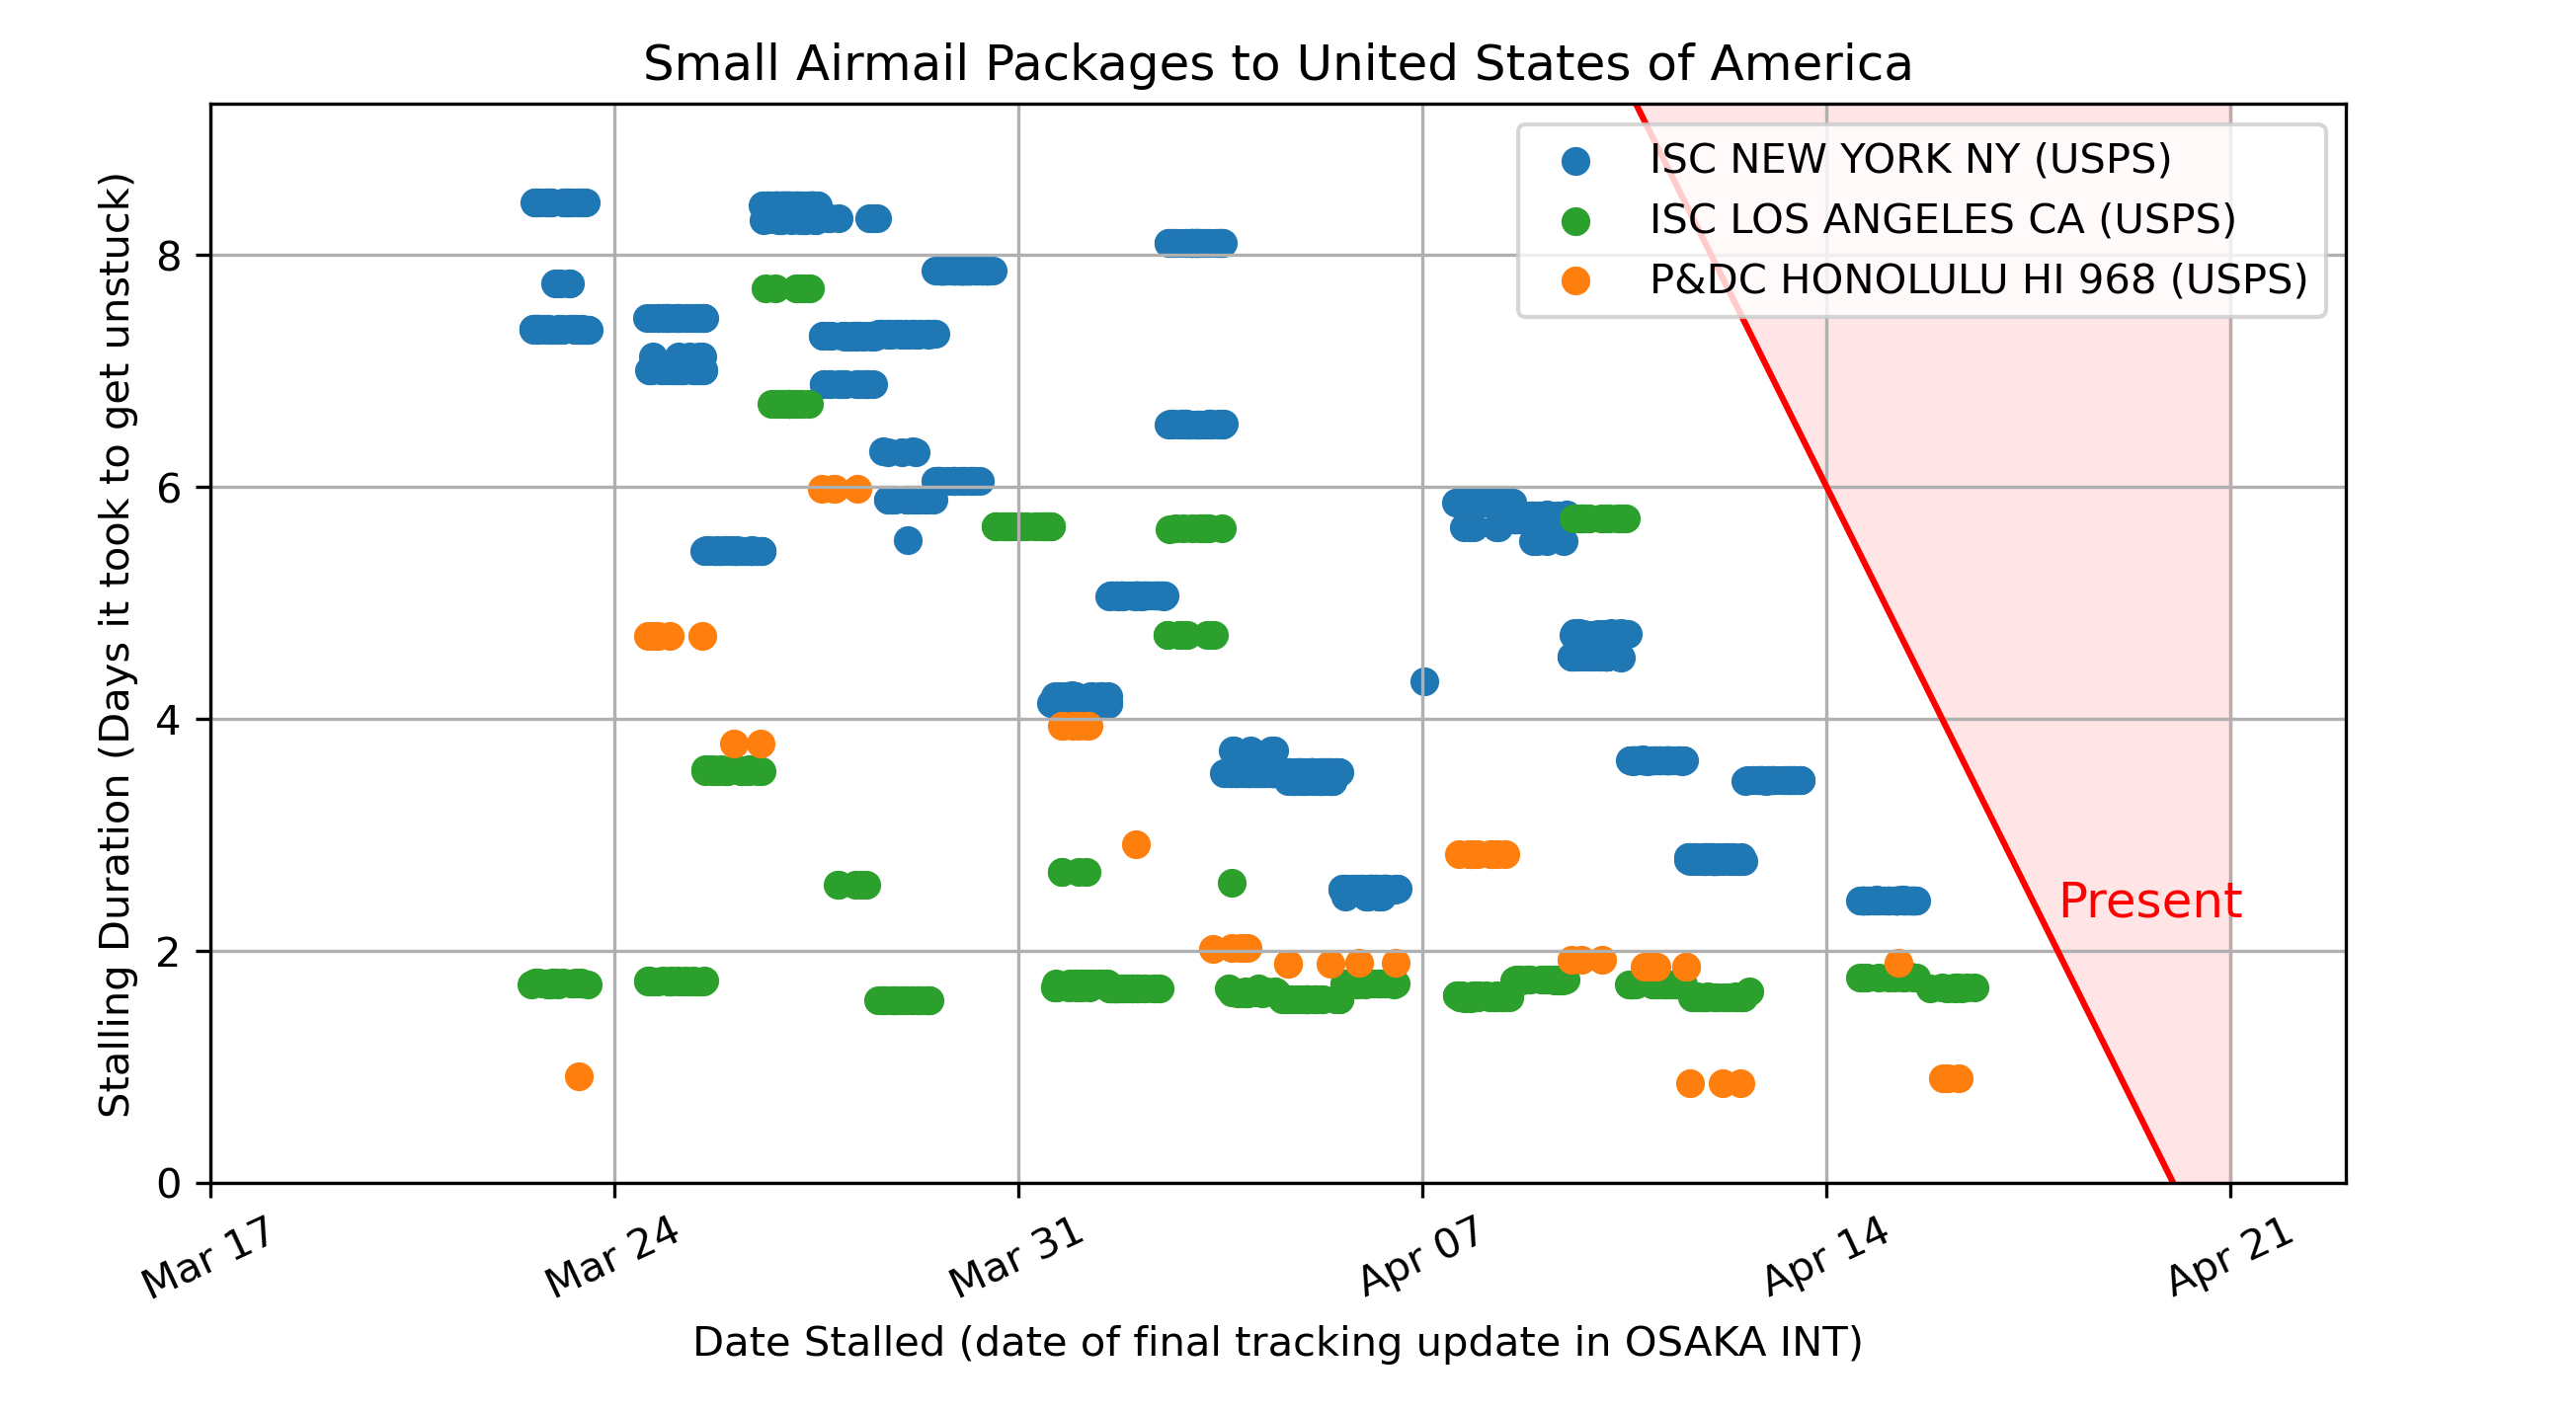 Small Airmail Packages to United States of America
Stalling Duration (Days it took to get unstuck)
8
6
4
2
0
ISC NEW YORK NY (USPS)
ISC LOS ANGELES CA (USPS)
P&DC HONOLULU HI 968 (USPS)
Present
Mar 17
Mar 24
Mar 31
Apr 07
Apr 14
Apr 21
Date Stalled (date of final tracking update in OSAKA INT)